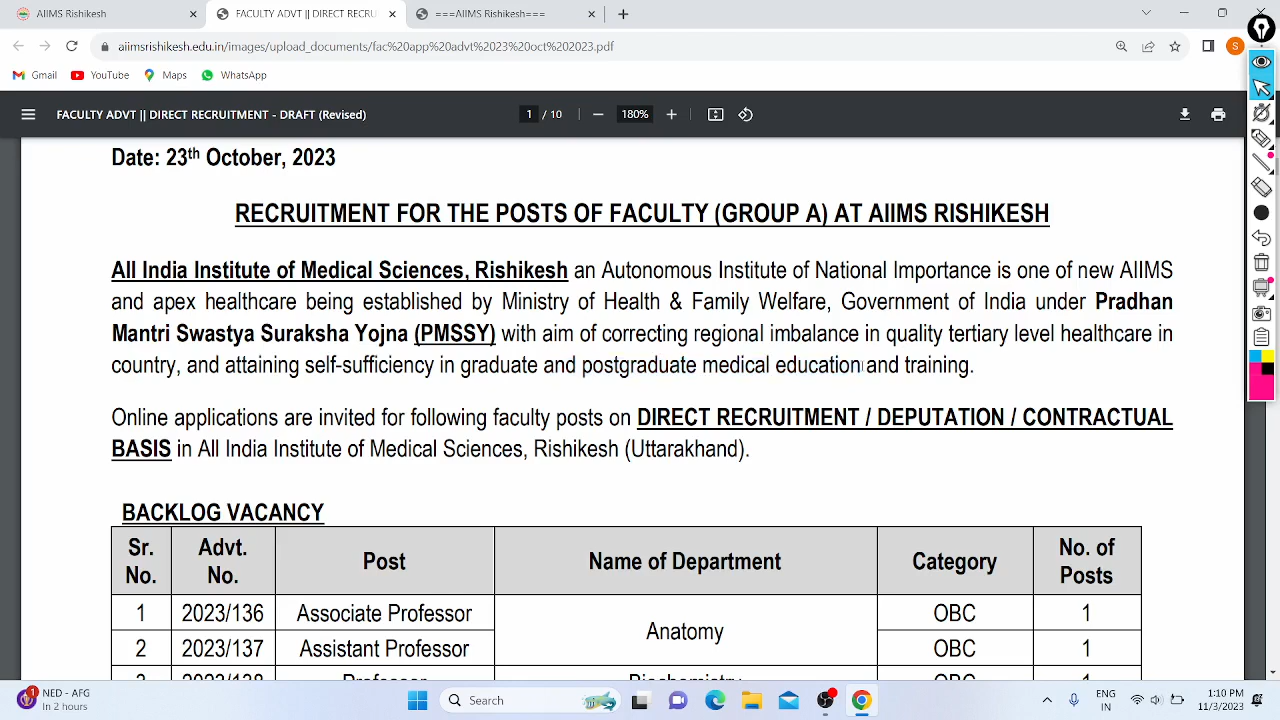 AIIMS Rishikesh
FACULTY ADVT || DIRECT RECRU
===AIIMS Rishikesh===
aiimsrishikesh.edu.in/images/upload_documents/fac%20app%20advt%2023%20oct%202023.pdf
S
Gmail YouTube Maps WhatsApp
FACULTY ADVT || DIRECT RECRUITMENT - DRAFT (Revised) 1 / 10 180%
Date: 23th October, 2023
RECRUITMENT FOR THE POSTS OF FACULTY (GROUP A) AT AIIMS RISHIKESH
All India Institute of Medical Sciences, Rishikesh an Autonomous Institute of National Importance is one of new AIIMS
and apex healthcare being established by Ministry of Health & Family Welfare, Government of India under Pradhan
Mantri Swastya Suraksha Yojna (PMSSY) with aim of correcting regional imbalance in quality tertiary level healthcare in
country, and attaining self-sufficiency in graduate and postgraduate medical education and training.
Online applications are invited for following faculty posts on DIRECT RECRUITMENT / DEPUTATION / CONTRACTUAL
BASIS in All India Institute of Medical Sciences, Rishikesh (Uttarakhand).
BACKLOG VACANCY
Sr. No. Advt. No. Post Name of Department Category No. of Posts
1 2023/136 Associate Professor Anatomy OBC 1
2 2023/137 Assistant Professor OBC 1
3 2023/138 Professor Biochemistry OBC 1
1 NED - AFG
In 2 hours
Search
ENG
IN
1:10 PM
11/3/2023